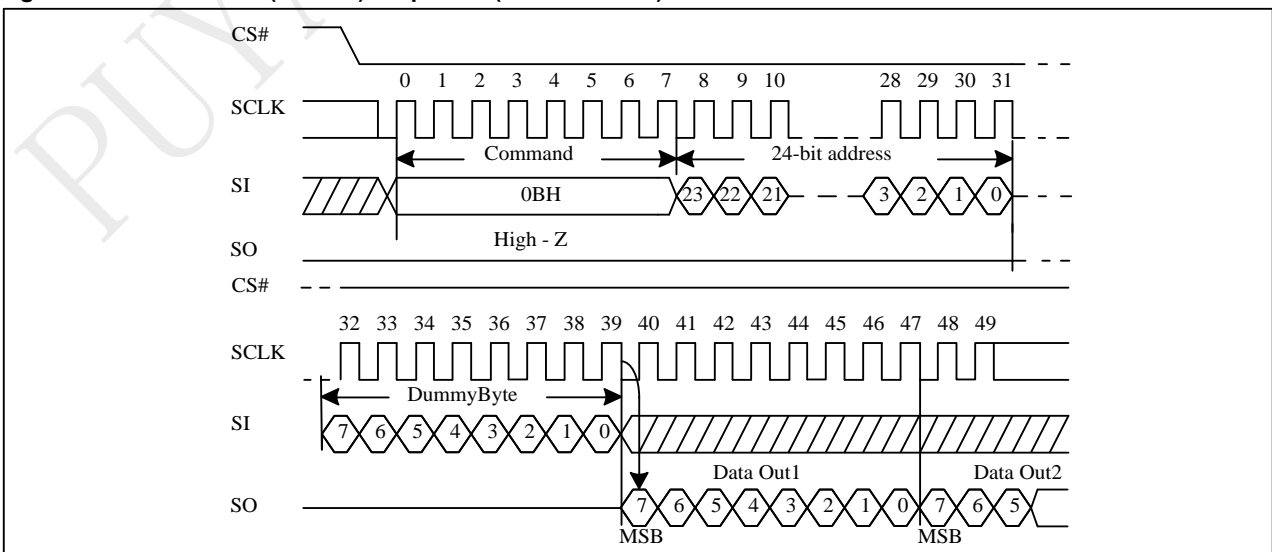 CS#
0 1 2 3 4 5 6 7 8 9 10 28 29 30 31
SCLK
Command 24-bit address
SI 0BH 23 22 21 3 2 1 0
High - Z
SO
CS#
32 33 34 35 36 37 38 39 40 41 42 43 44 45 46 47 48 49
SCLK
DummyByte
SI 7 6 5 4 3 2 1 0
Data Out1 Data Out2
SO 7 6 5 4 3 2 1 0 7 6 5
MSB MSB